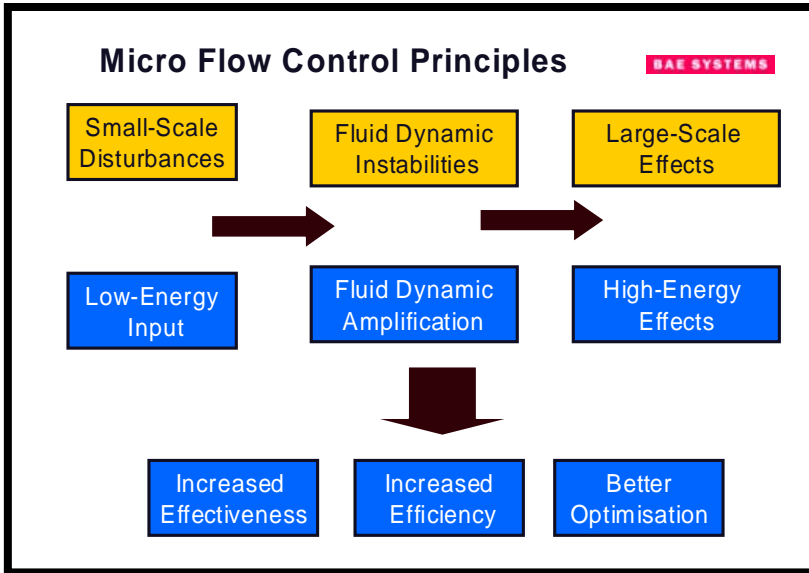 Micro Flow Control Principles
BAE SYSTEMS
Small-Scale
Disturbances
Fluid Dynamic
Instabilities
Large-Scale
Effects
Low-Energy
Input
Fluid Dynamic
Amplification
High-Energy
Effects
Increased
Effectiveness
Increased
Efficiency
Better
Optimisation